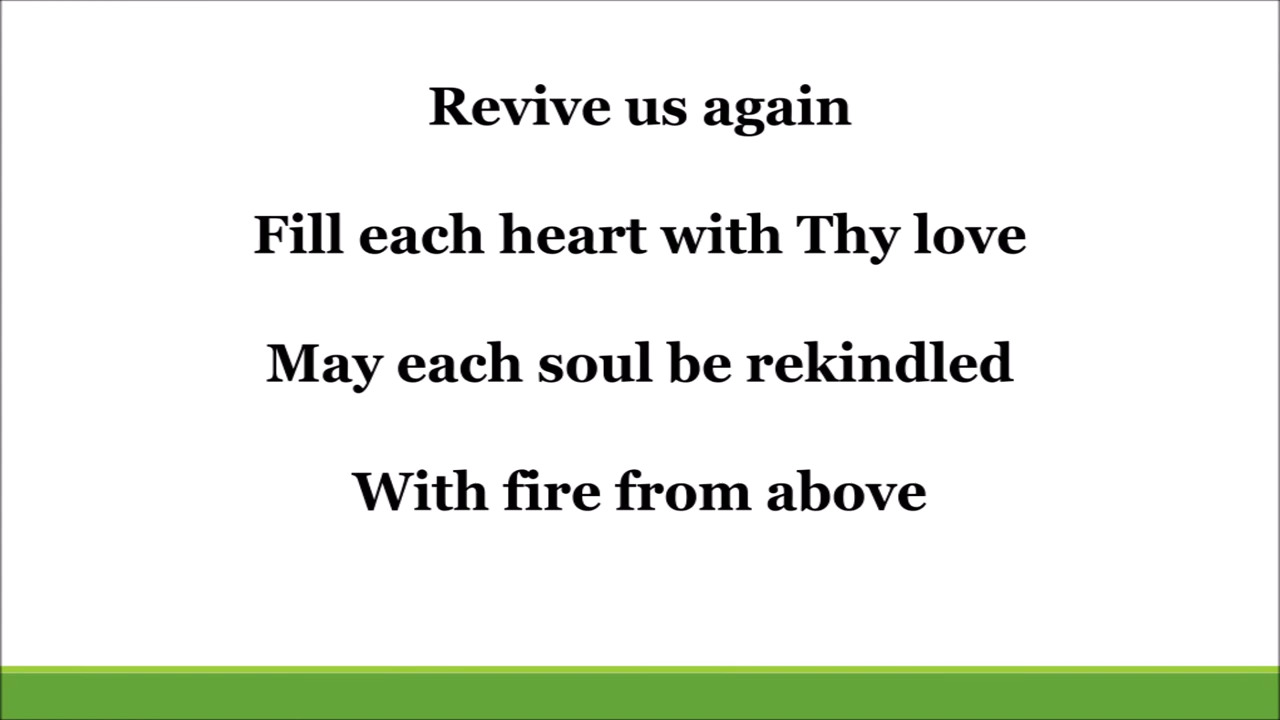 Revive us again
Fill each heart with Thy love
May each soul be rekindled
With fire from above